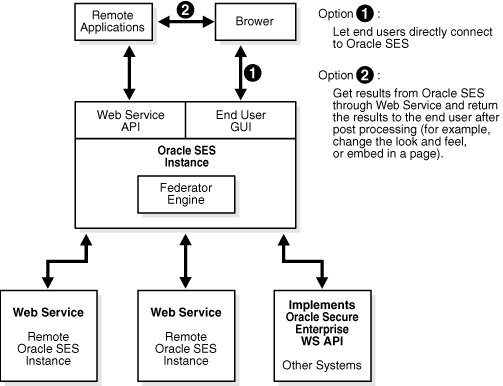 Remote
Applications
2
Brower
1
Option 1 :
Let end users directly connect
to Oracle SES
Option 2 :
Get results from Oracle SES
through Web Service and return
the results to the end user after
post processing (for example,
change the look and feel,
or embed in a page).
Web Service
API
End User
GUI
Oracle SES
Instance
Federator
Engine
Web Service
Remote
Oracle SES
Instance
Web Service
Remote
Oracle SES
Instance
Implements
Oracle Secure
Enterprise
WS API
Other Systems